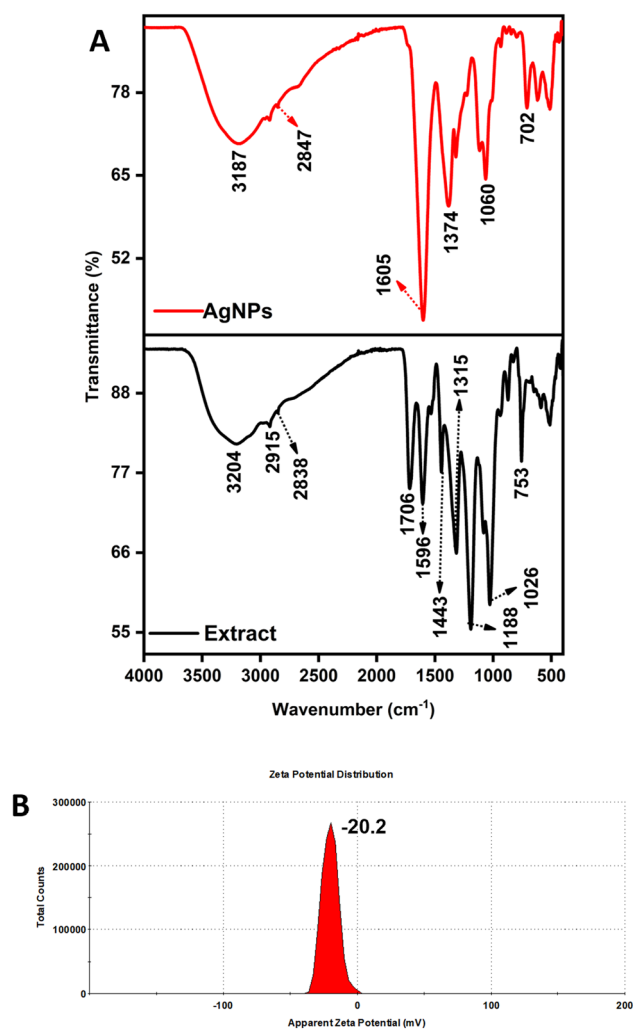 A
78
65
52
3187
2847
1605
1374
1060
702
AgNPs
Transmittance (%)
88
77
66
55
3204
2915
2838
1706
1596
1443
1315
1188
1026
753
Extract
4000 3500 3000 2500 2000 1500 1000 500
Wavenumber (cm⁻¹)
B
Zeta Potential Distribution
300000
200000
100000
0
-20.2
Total Counts
-100 0 100 200
Apparent Zeta Potential (mV)